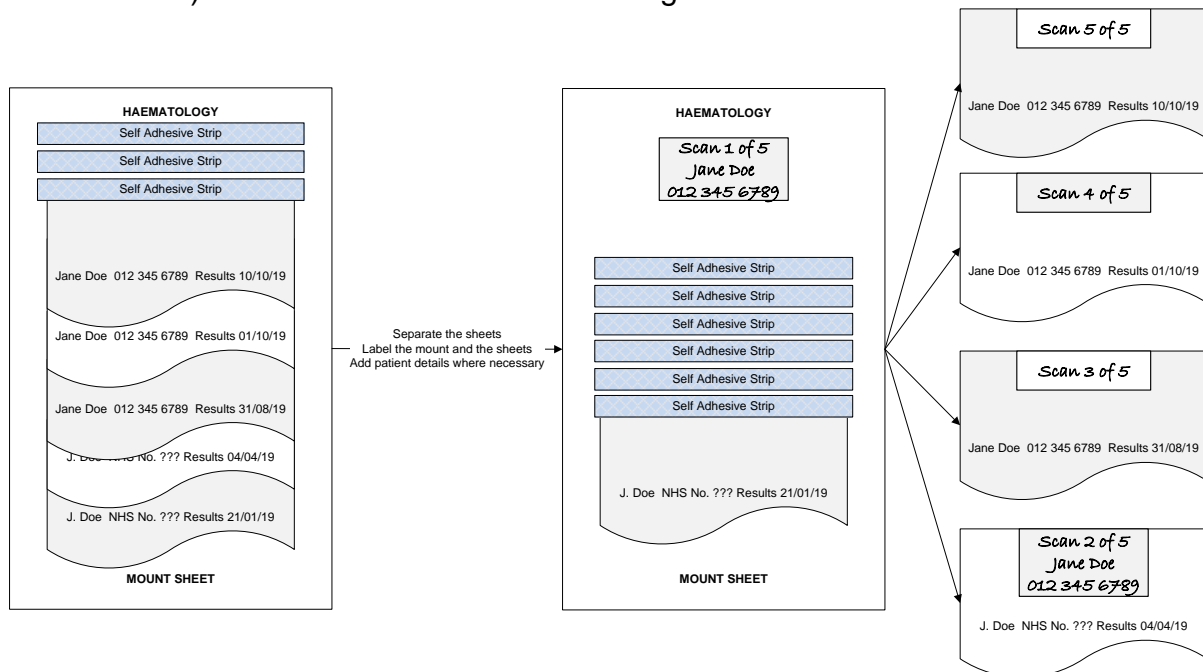 HAEMATOLOGY
Self Adhesive Strip
Self Adhesive Strip
Self Adhesive Strip
Jane Doe 012 345 6789 Results 10/10/19
Jane Doe 012 345 6789 Results 01/10/19
Jane Doe 012 345 6789 Results 31/08/19
J. Doe NHS No. ??? Results 04/04/19
J. Doe NHS No. ??? Results 21/01/19
MOUNT SHEET
Separate the sheets
Label the mount and the sheets
Add patient details where necessary
HAEMATOLOGY
Scan 1 of 5
Jane Doe
012 345 6789
Self Adhesive Strip
Self Adhesive Strip
Self Adhesive Strip
Self Adhesive Strip
Self Adhesive Strip
Self Adhesive Strip
J. Doe NHS No. ??? Results 21/01/19
MOUNT SHEET
Scan 5 of 5
Jane Doe 012 345 6789 Results 10/10/19
Scan 4 of 5
Jane Doe 012 345 6789 Results 01/10/19
Scan 3 of 5
Jane Doe 012 345 6789 Results 31/08/19
Scan 2 of 5
Jane Doe
012 345 6789
J. Doe NHS No. ??? Results 04/04/19